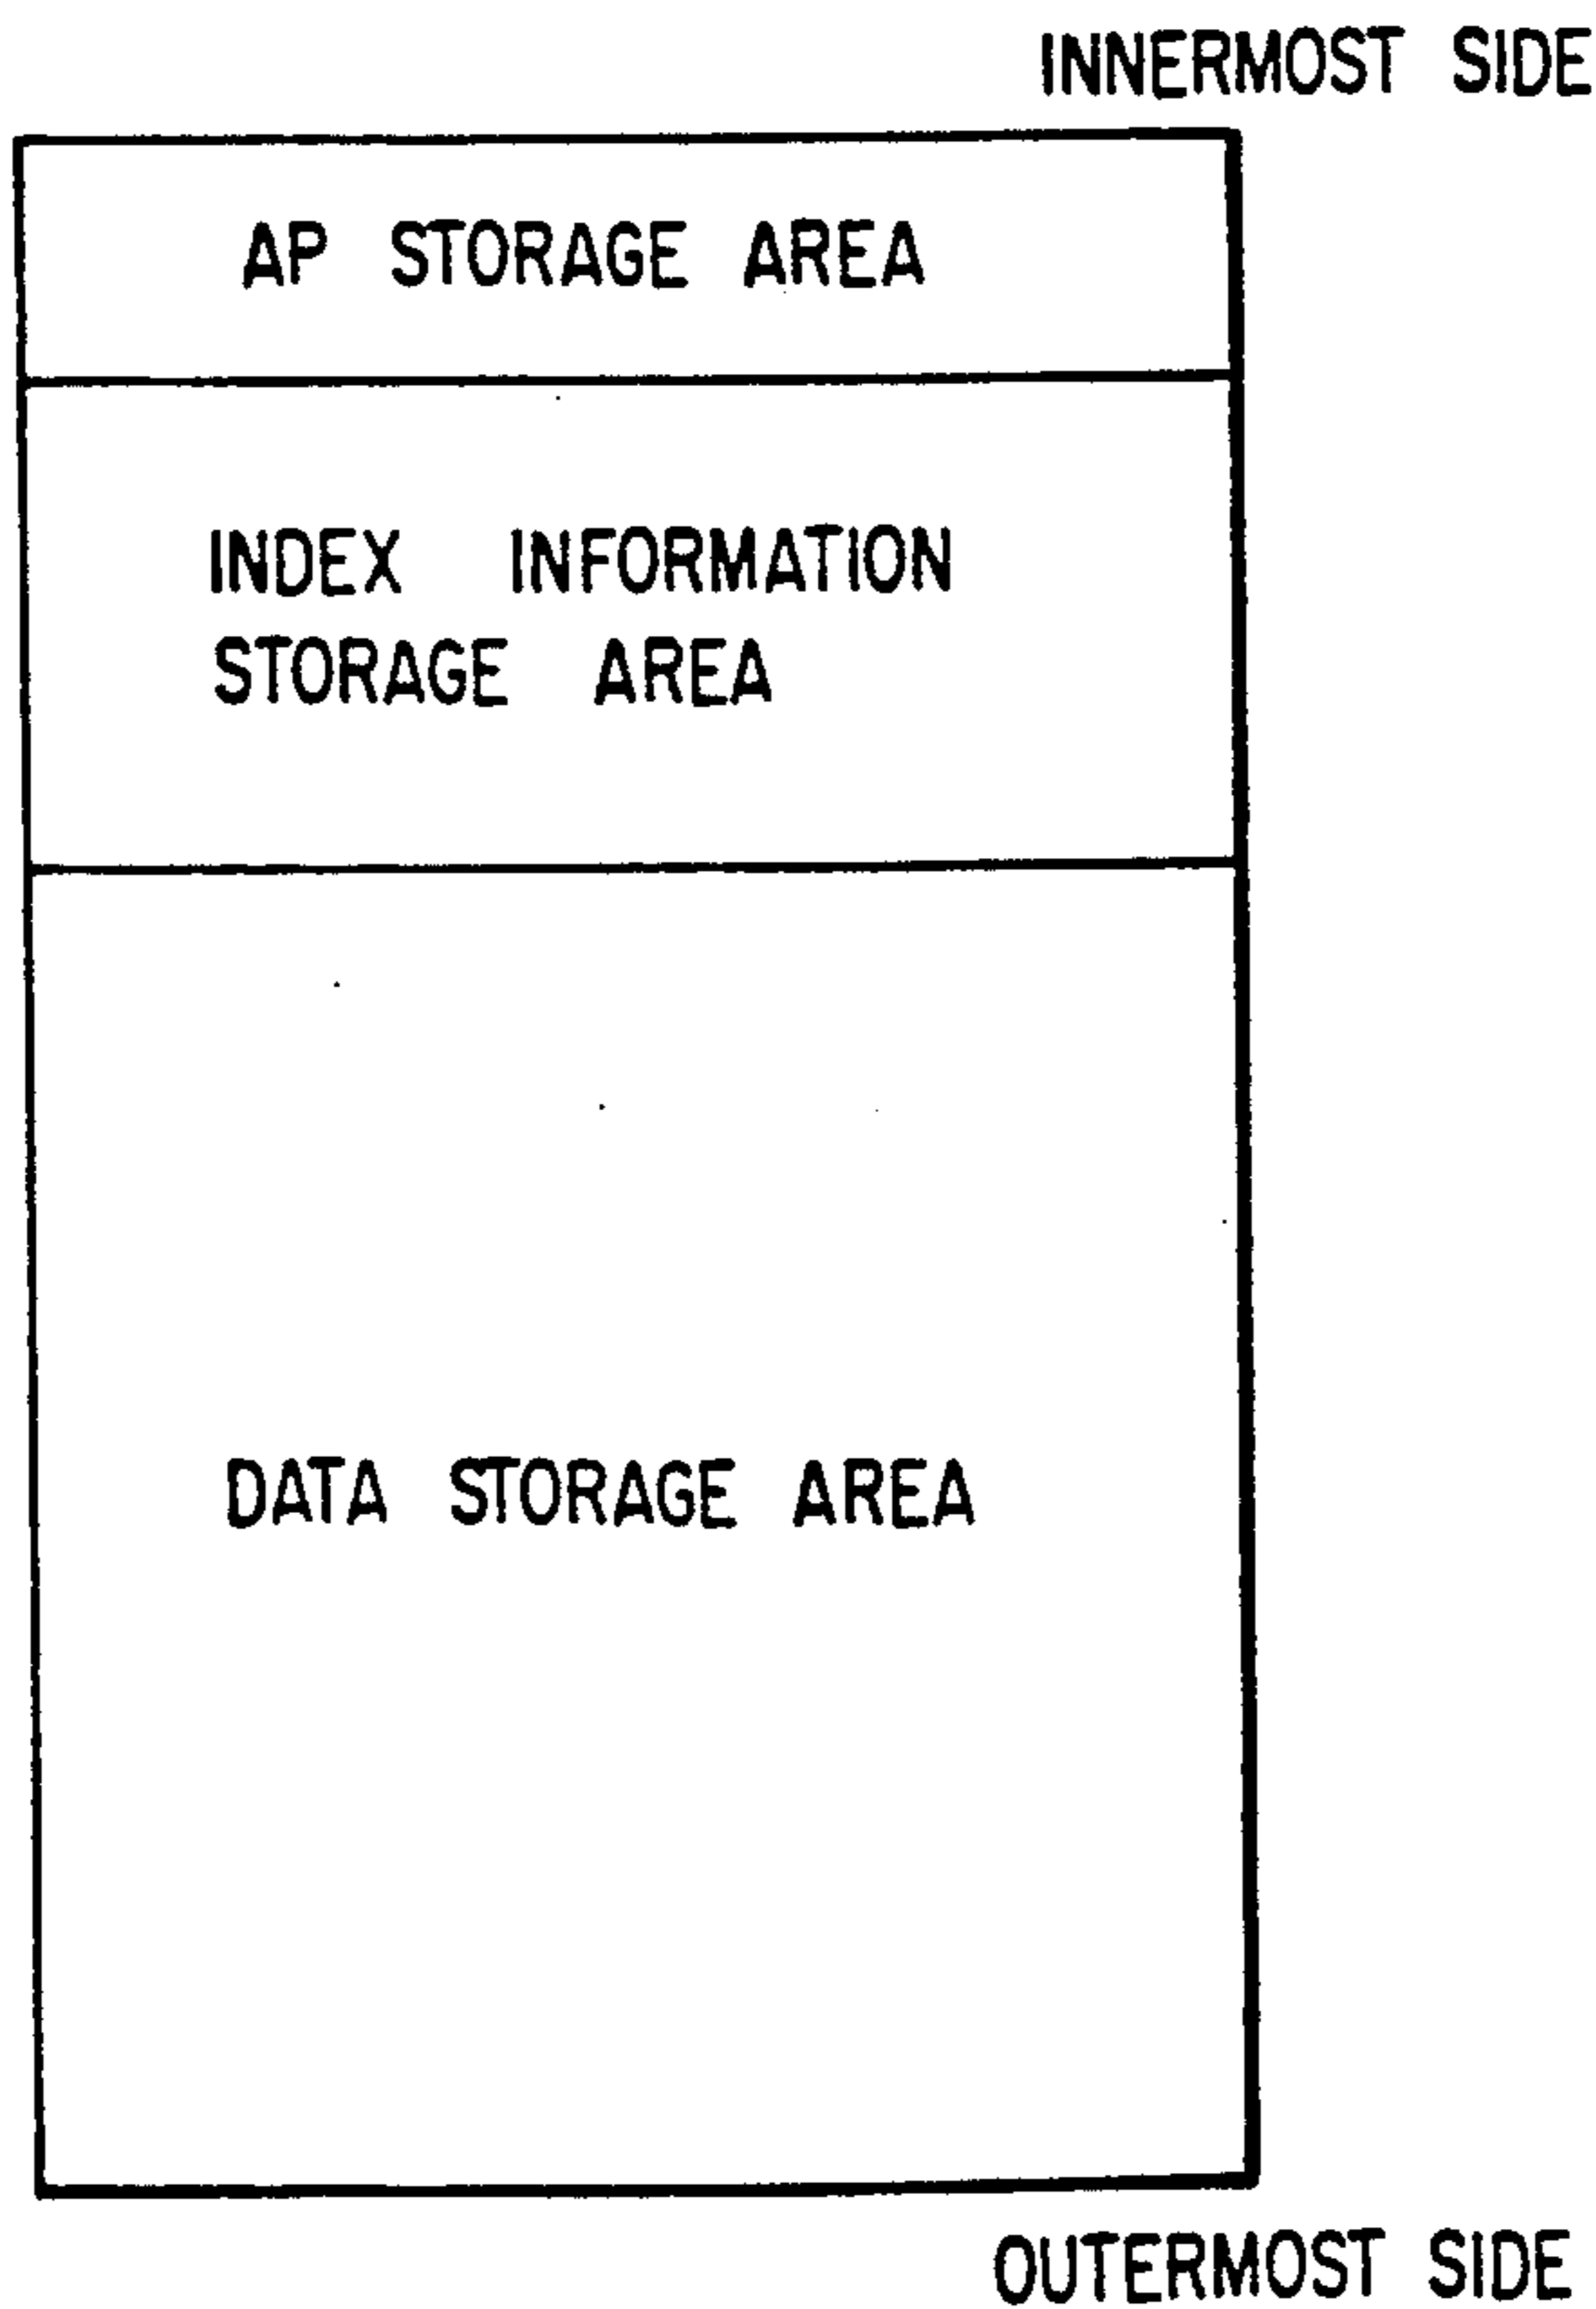 INNERMOST SIDE
AP STORAGE AREA
INDEX INFORMATION
STORAGE AREA
DATA STORAGE AREA
OUTERMOST SIDE